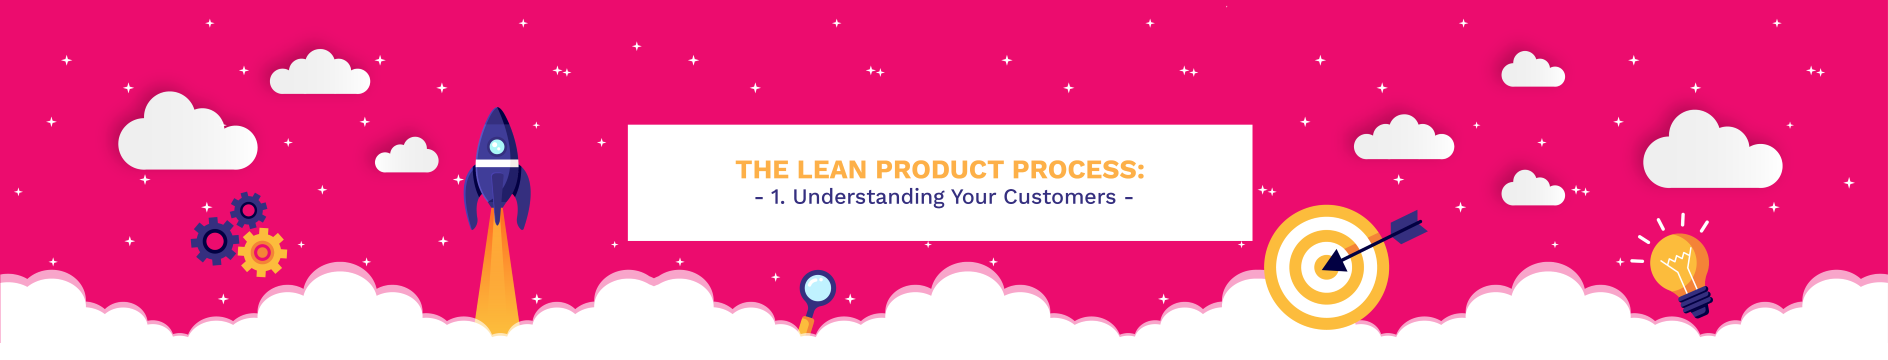 THE LEAN PRODUCT PROCESS:
- 1. Understanding Your Customers -